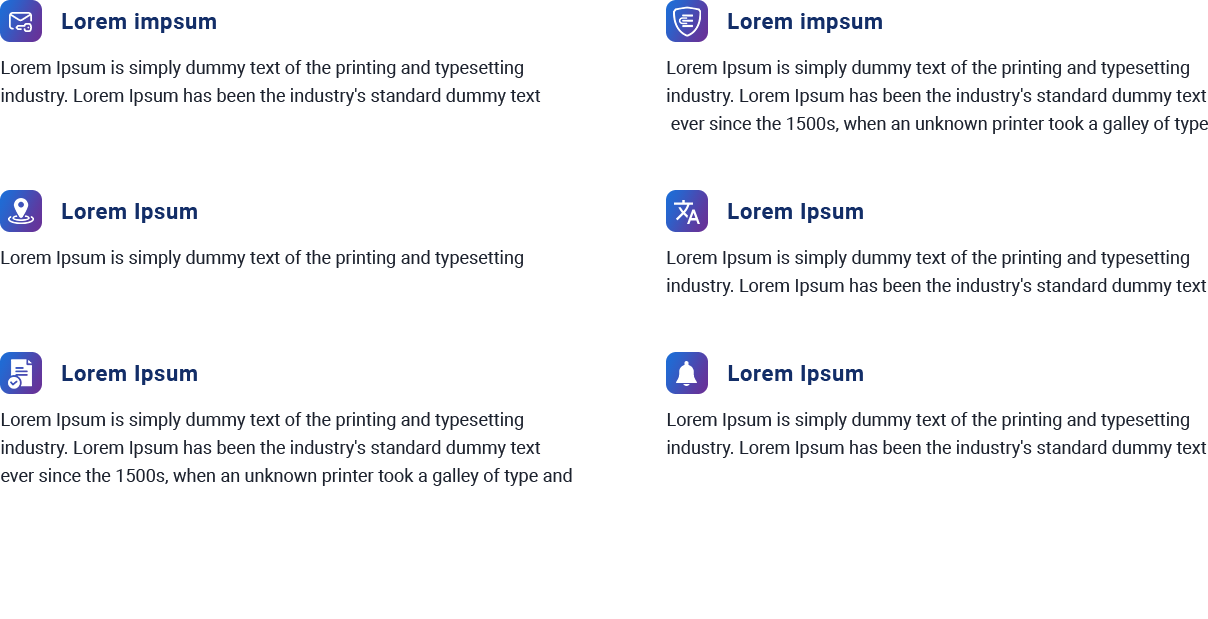 Lorem impsum
Lorem Ipsum is simply dummy text of the printing and typesetting
industry. Lorem Ipsum has been the industry's standard dummy text
Lorem impsum
Lorem Ipsum is simply dummy text of the printing and typesetting
industry. Lorem Ipsum has been the industry's standard dummy text
ever since the 1500s, when an unknown printer took a galley of type
Lorem Ipsum
Lorem Ipsum is simply dummy text of the printing and typesetting
Lorem Ipsum
Lorem Ipsum is simply dummy text of the printing and typesetting
industry. Lorem Ipsum has been the industry's standard dummy text
Lorem Ipsum
Lorem Ipsum is simply dummy text of the printing and typesetting
industry. Lorem Ipsum has been the industry's standard dummy text
ever since the 1500s, when an unknown printer took a galley of type and
Lorem Ipsum
Lorem Ipsum is simply dummy text of the printing and typesetting
industry. Lorem Ipsum has been the industry's standard dummy text